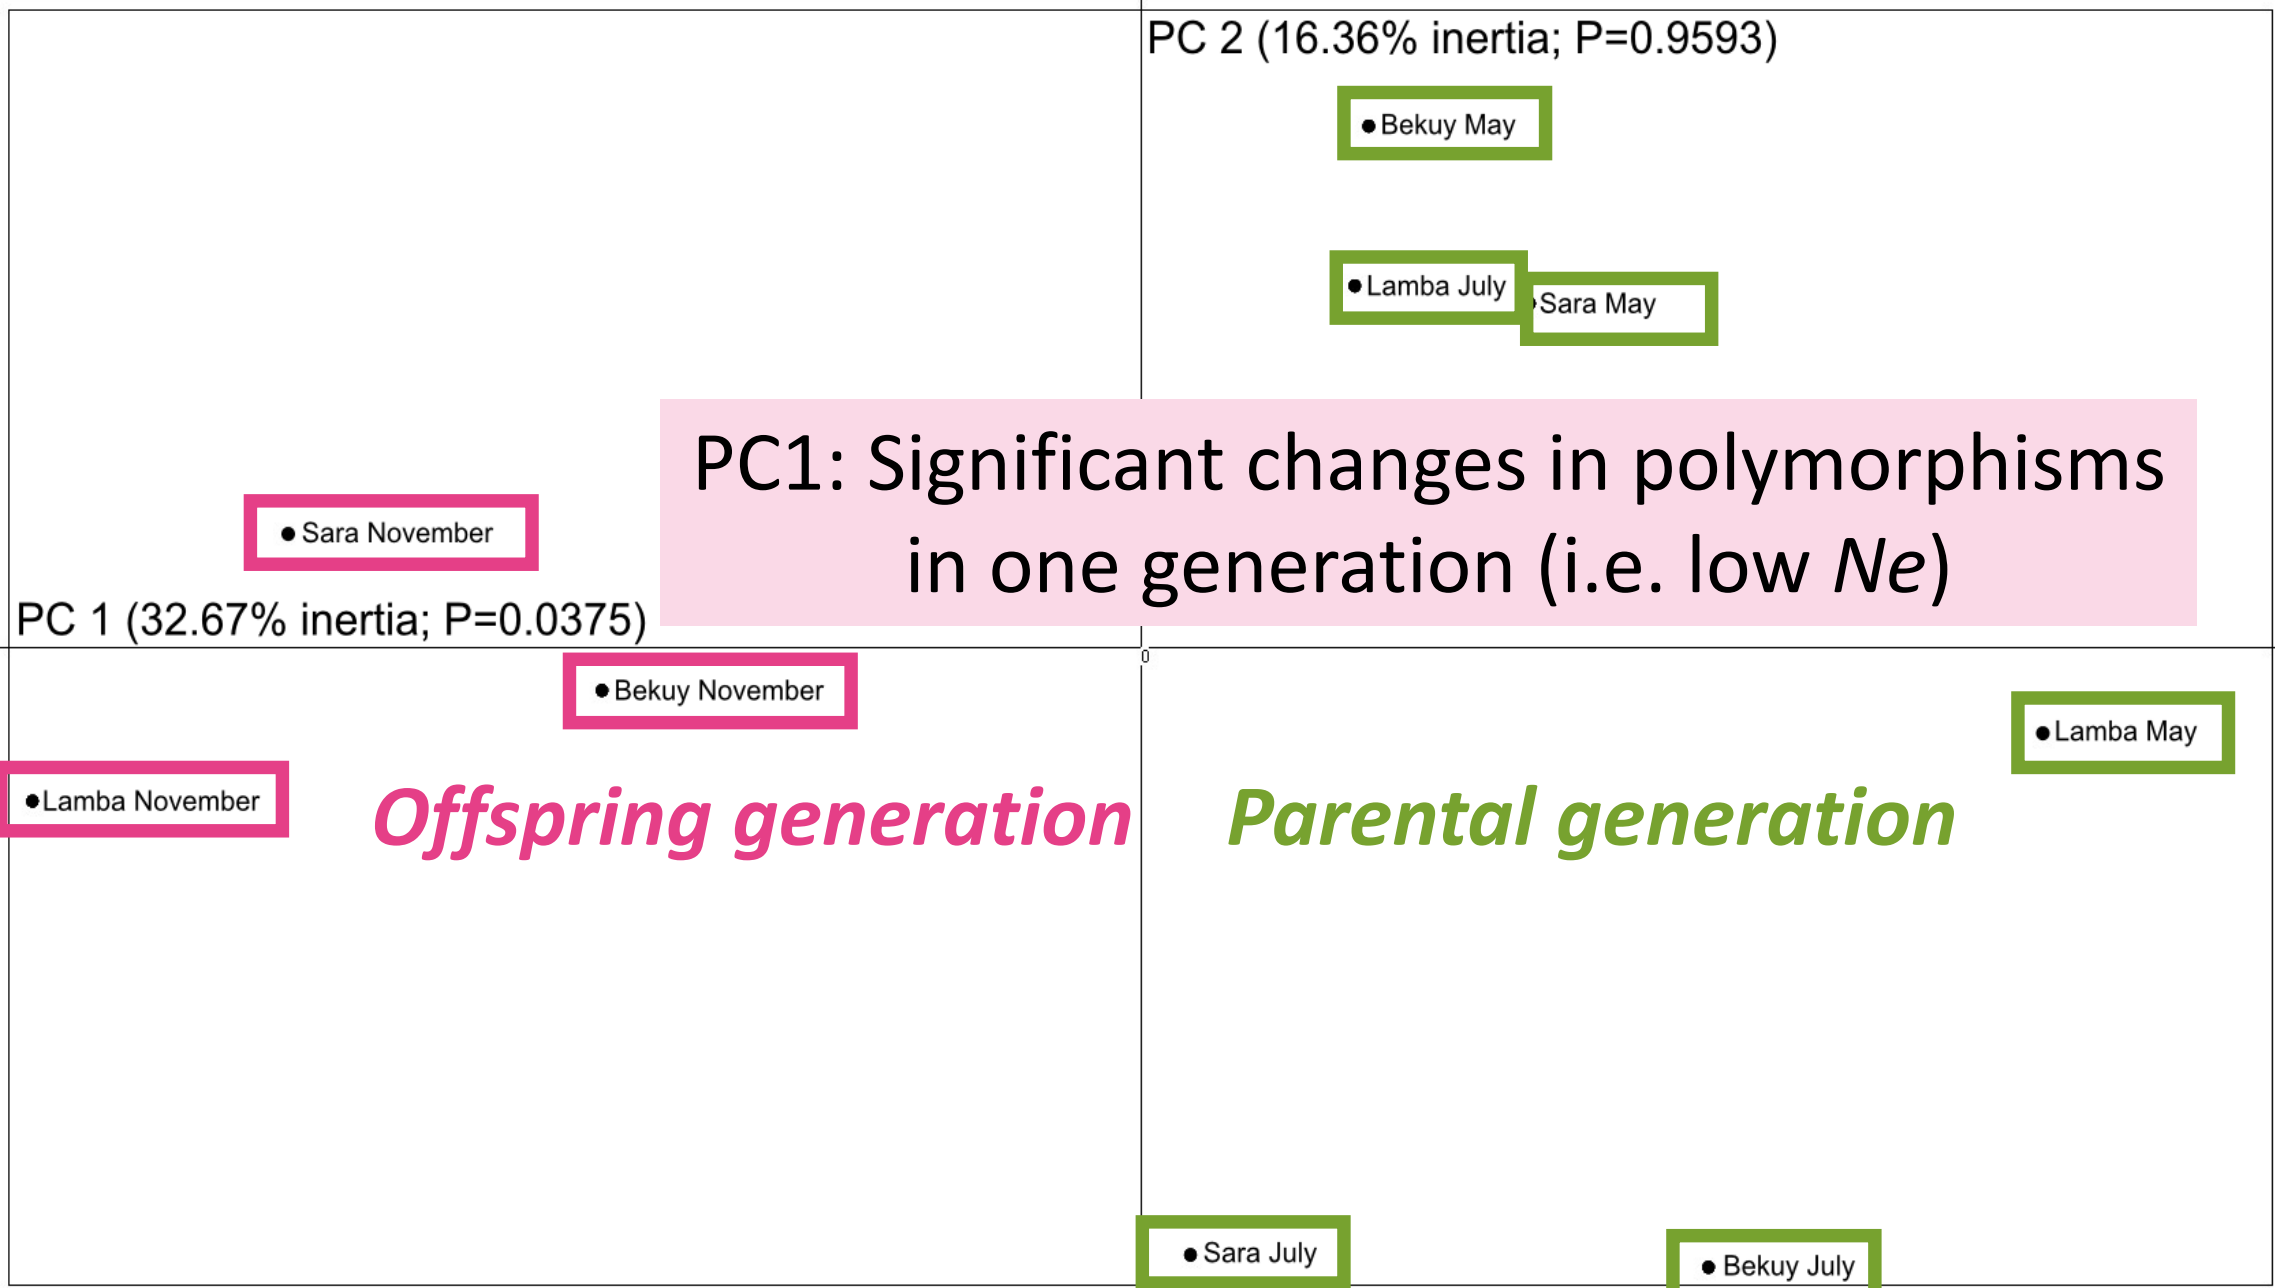 PC 2 (16.36% inertia; P=0.9593)
Bekuy May
Lamba July
Sara May
PC1: Significant changes in polymorphisms
in one generation (i.e. low Ne)
Sara November
PC 1 (32.67% inertia; P=0.0375)
0
Bekuy November
Lamba May
Lamba November
Offspring generation
Parental generation
Sara July
Bekuy July